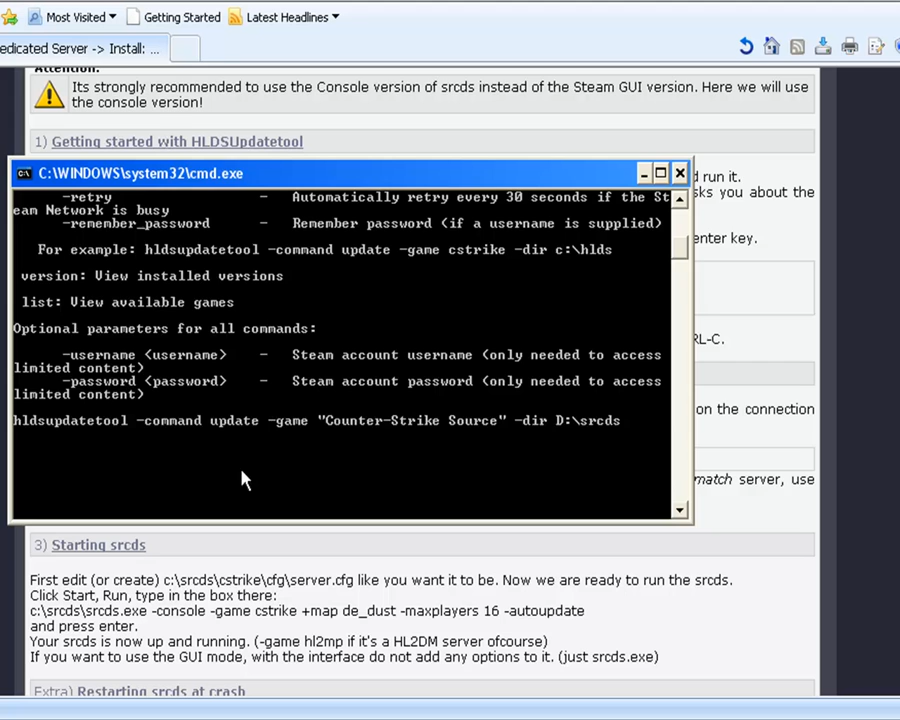 Most Visited
Getting Started
Latest Headlines
edicated Server -> Install: ...
Attention:
Its strongly recommended to use the Console version of srcds instead of the Steam GUI version. Here we will use
the console version!
1) Getting started with HLDSUpdatetool
run it.
sks you about the
enter key.
RL-C.
on the connection
match server, use
C:\WINDOWS\system32\cmd.exe
-retry - Automatically retry every 30 seconds if the St
eam Network is busy
-remember_password - Remember password (if a username is supplied)
For example: hldsupdatetool -command update -game cstrike -dir c:\hlds
version: View installed versions
list: View available games
Optional parameters for all commands:
-username <username> - Steam account username (only needed to access
limited content)
-password <password> - Steam account password (only needed to access
limited content)
hldsupdatetool -command update -game "Counter-Strike Source" -dir D:\srcds
3) Starting srcds
First edit (or create) c:\srcds\cstrike\cfg\server.cfg like you want it to be. Now we are ready to run the srcds.
Click Start, Run, type in the box there:
c:\srcds\srcds.exe -console -game cstrike +map de_dust -maxplayers 16 -autoupdate
and press enter.
Your srcds is now up and running. (-game hl2mp if it's a HL2DM server ofcourse)
If you want to use the GUI mode, with the interface do not add any options to it. (just srcds.exe)
Extra) Restarting srcds at crash